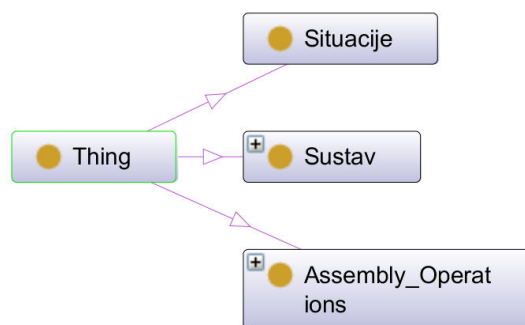 Situacije
Thing
Sustav
Assembly_Operat
ions